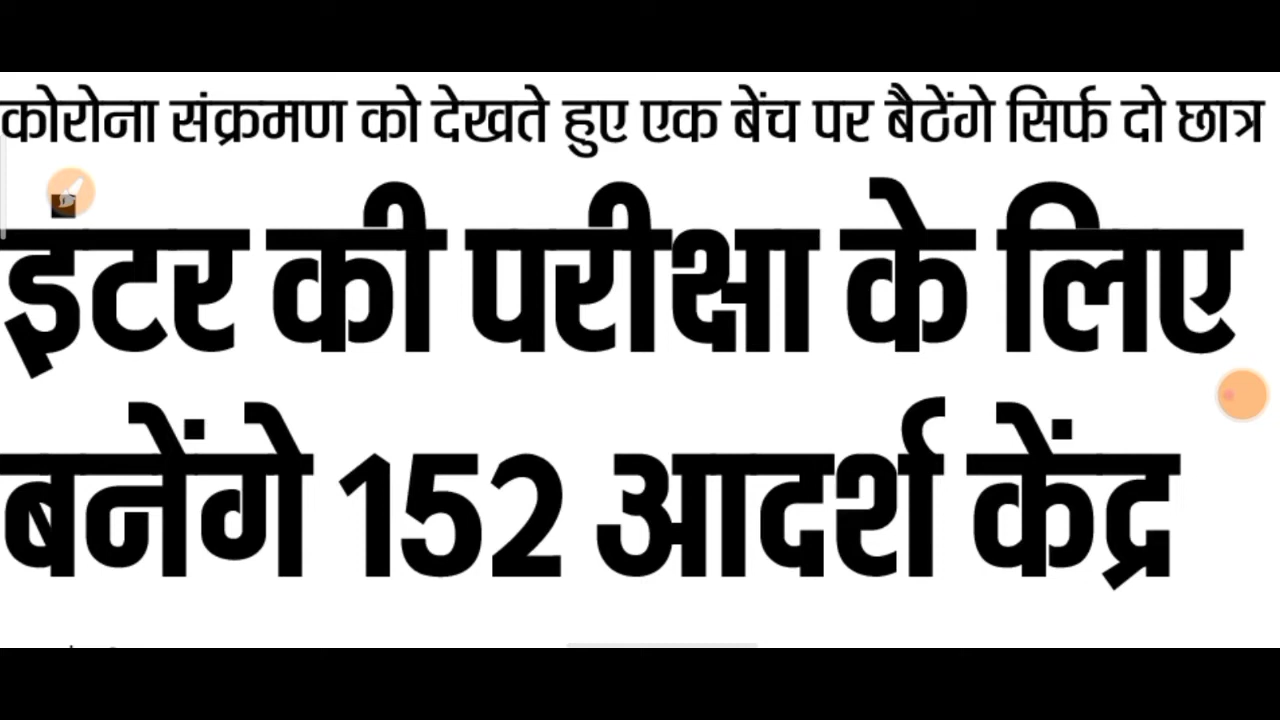 कोरोना संक्रमण को देखते हुए एक बेंच पर बैठेंगे सिर्फ दो छात्र
इंटर की परीक्षा के लिए
बनेंगे 152 आदर्श केंद्र